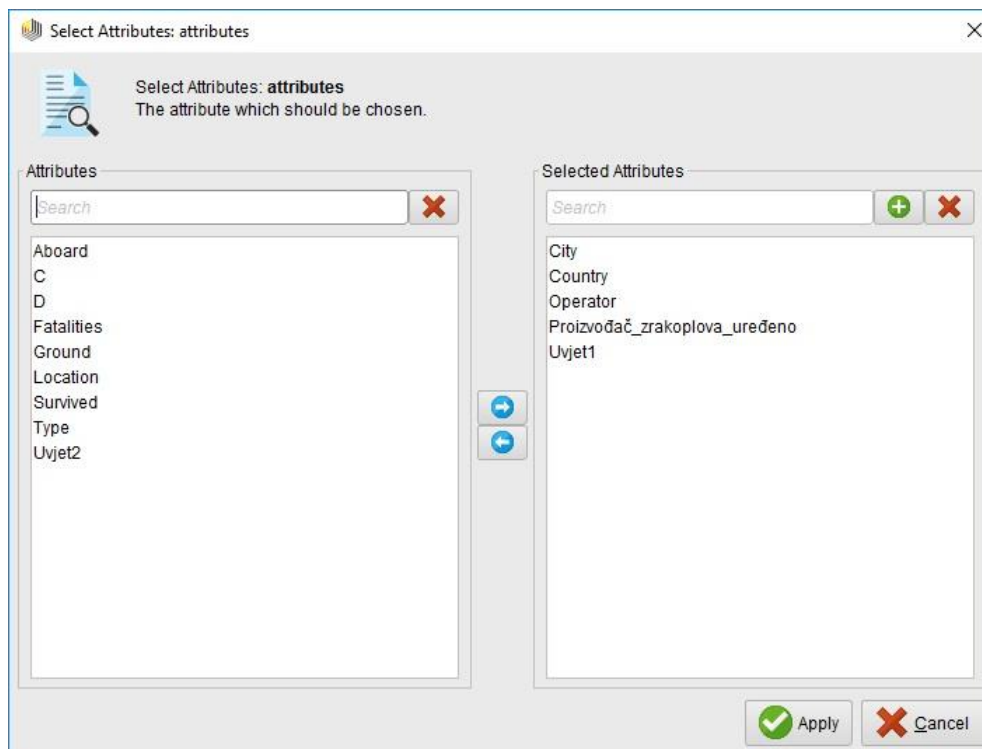 Select Attributes: attributes
Select Attributes: attributes
The attribute which should be chosen.
Attributes
Search
Aboard
C
D
Fatalities
Ground
Location
Survived
Type
Uvjet2
Selected Attributes
Search
City
Country
Operator
Proizvođač_zrakoplova_uređeno
Uvjet1
Apply
Cancel